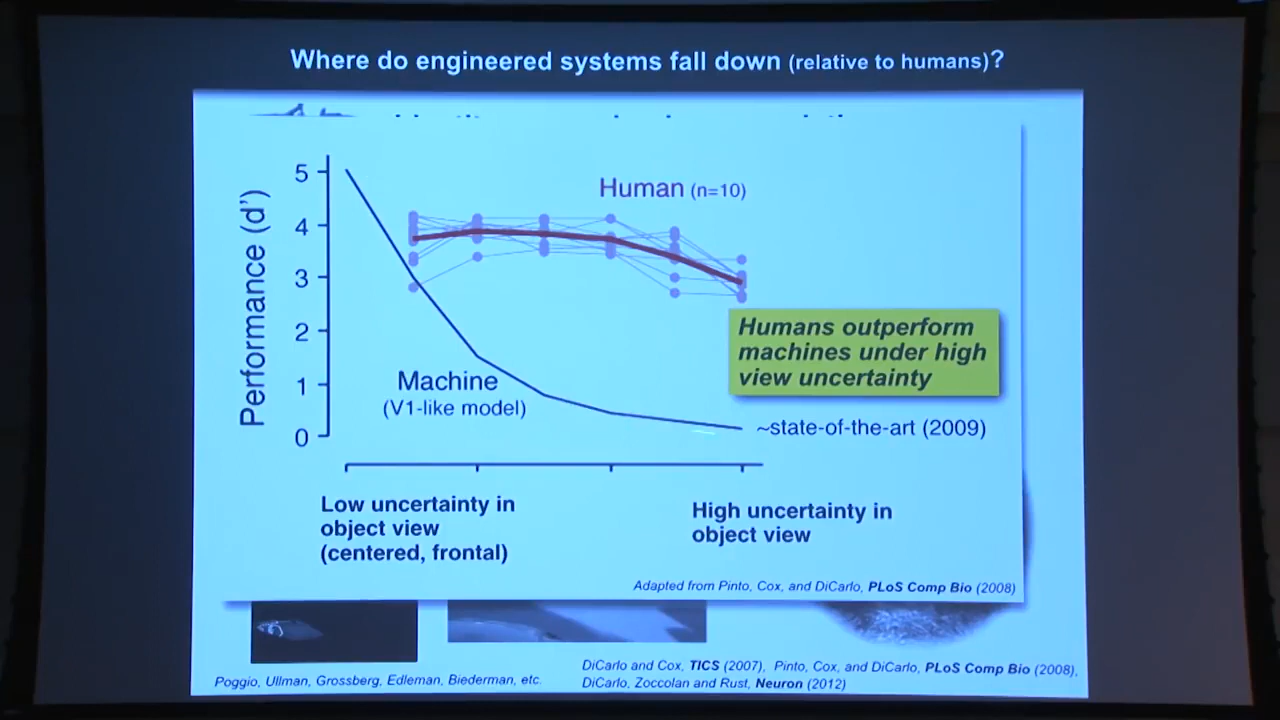 Where do engineered systems fall down (relative to humans)?
5
4
3
2
1
0
Performance (d')
Human (n=10)
Humans outperform
machines under high
view uncertainty
Machine
(V1-like model)
~state-of-the-art (2009)
Low uncertainty in
object view
(centered, frontal)
High uncertainty in
object view
Adapted from Pinto, Cox, and DiCarlo, PLoS Comp Bio (2008)
DiCarlo and Cox, TICS (2007), Pinto, Cox, and DiCarlo, PLoS Comp Bio (2008),
Poggio, Ullman, Grossberg, Edleman, Biederman, etc.
DiCarlo, Zoccolan and Rust, Neuron (2012)